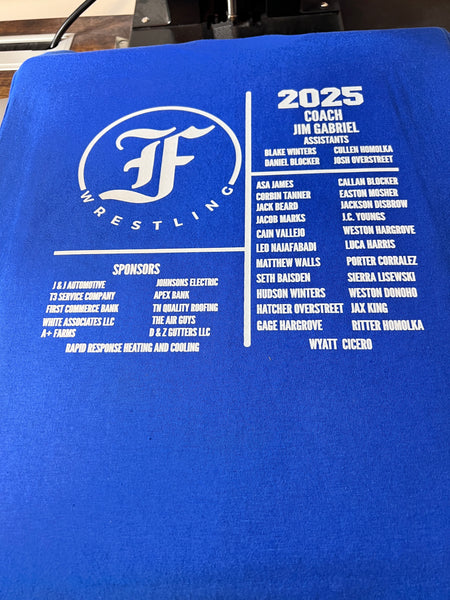 F
WRESTLING
2025
COACH
JIM GABRIEL
ASSISTANTS
BLAKE WINTERS CULLEN HOMOLKA
DANIEL BLOCKER JOSH OVERSTREET
ASA JAMES CALLAN BLOCKER
CORBIN TANNER EASTON MOSHER
JACK BEARD JACKSON DISBROW
JACOB MARKS J.C. YOUNGS
CAIN VALLEJO WESTON HARGROVE
LEO NAJAFABADI LUCA HARRIS
MATTHEW WALLS PORTER CORRALEZ
SETH BAISDEN SIERRA LISEWSKI
HUDSON WINTERS WESTON DONOHO
HATCHER OVERSTREET JAX KING
GAGE HARGROVE RITTER HOMOLKA
WYATT CICERO
SPONSORS
J & J AUTOMOTIVE JOHNSONS ELECTRIC
T3 SERVICE COMPANY APEX BANK
FIRST COMMERCE BANK TN QUALITY ROOFING
WHITE ASSOCIATES LLC THE AIR GUYS
A+ FARMS D & Z GUTTERS LLC
RAPID RESPONSE HEATING AND COOLING